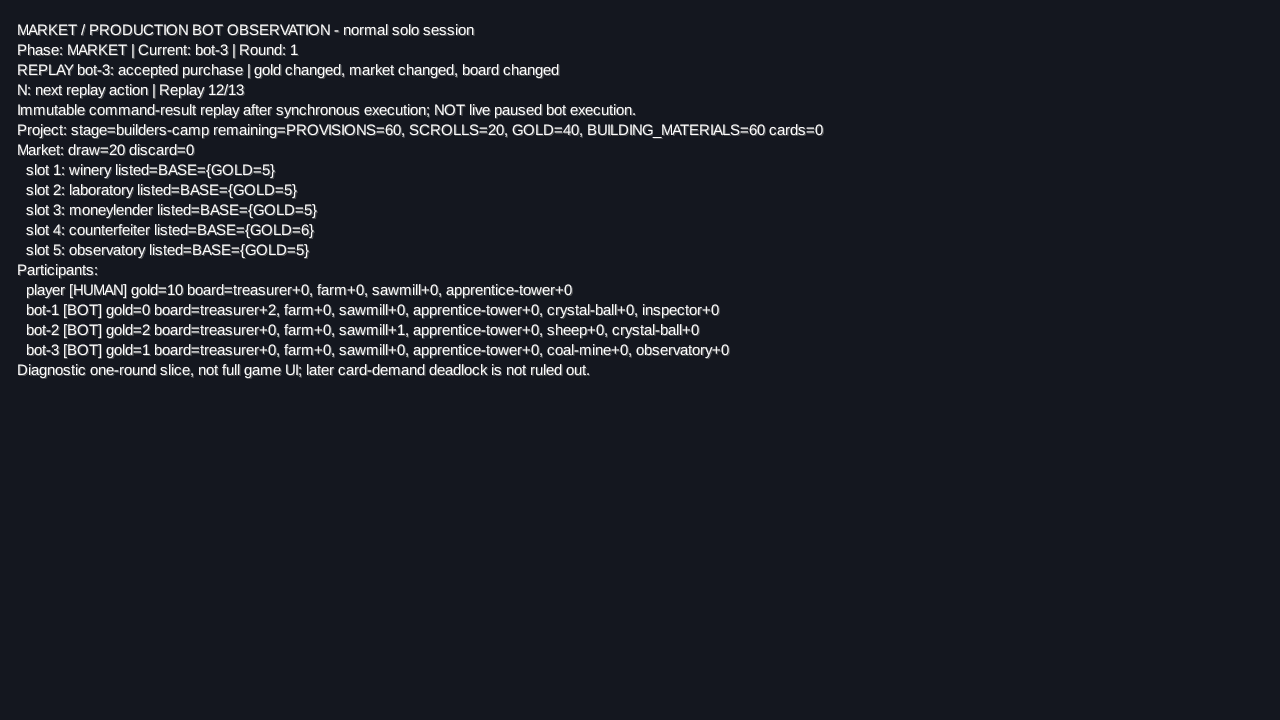 MARKET / PRODUCTION BOT OBSERVATION - normal solo session
Phase: MARKET | Current: bot-3 | Round: 1
REPLAY bot-3: accepted purchase | gold changed, market changed, board changed
N: next replay action | Replay 12/13
Immutable command-result replay after synchronous execution; NOT live paused bot execution.
Project: stage=builders-camp remaining=PROVISIONS=60, SCROLLS=20, GOLD=40, BUILDING_MATERIALS=60 cards=0
Market: draw=20 discard=0
slot 1: winery listed=BASE={GOLD=5}
slot 2: laboratory listed=BASE={GOLD=5}
slot 3: moneylender listed=BASE={GOLD=5}
slot 4: counterfeiter listed=BASE={GOLD=6}
slot 5: observatory listed=BASE={GOLD=5}
Participants:
player [HUMAN] gold=10 board=treasurer+0, farm+0, sawmill+0, apprentice-tower+0
bot-1 [BOT] gold=0 board=treasurer+2, farm+0, sawmill+0, apprentice-tower+0, crystal-ball+0, inspector+0
bot-2 [BOT] gold=2 board=treasurer+0, farm+0, sawmill+1, apprentice-tower+0, sheep+0, crystal-ball+0
bot-3 [BOT] gold=1 board=treasurer+0, farm+0, sawmill+0, apprentice-tower+0, coal-mine+0, observatory+0
Diagnostic one-round slice, not full game UI; later card-demand deadlock is not ruled out.